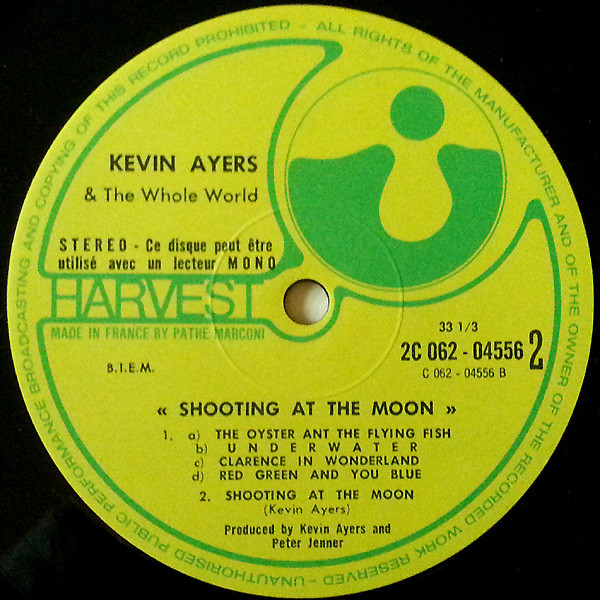 KEVIN AYERS
& The Whole World
STEREO - Ce disque peut être
utilisé avec un lecteur MONO
HARVEST
MADE IN FRANCE BY PATHE MARCONI
33 1/3
2C 062 - 04556 2
C 062 - 04556 B
B.I.E.M.
« SHOOTING AT THE MOON »
1. a) THE OYSTER ANT THE FLYING FISH
b) UNDERWATER
c) CLARENCE IN WONDERLAND
d) RED GREEN AND YOU BLUE
2. SHOOTING AT THE MOON
(Kevin Ayers)
Produced by Kevin Ayers and
Peter Jenner
ALL RIGHTS OF THE MANUFACTURER AND OF THE OWNER OF THE RECORDED WORK RESERVED - UNAUTHORISED PUBLIC PERFORMANCE BROADCASTING AND COPYING OF THIS RECORD PROHIBITED -